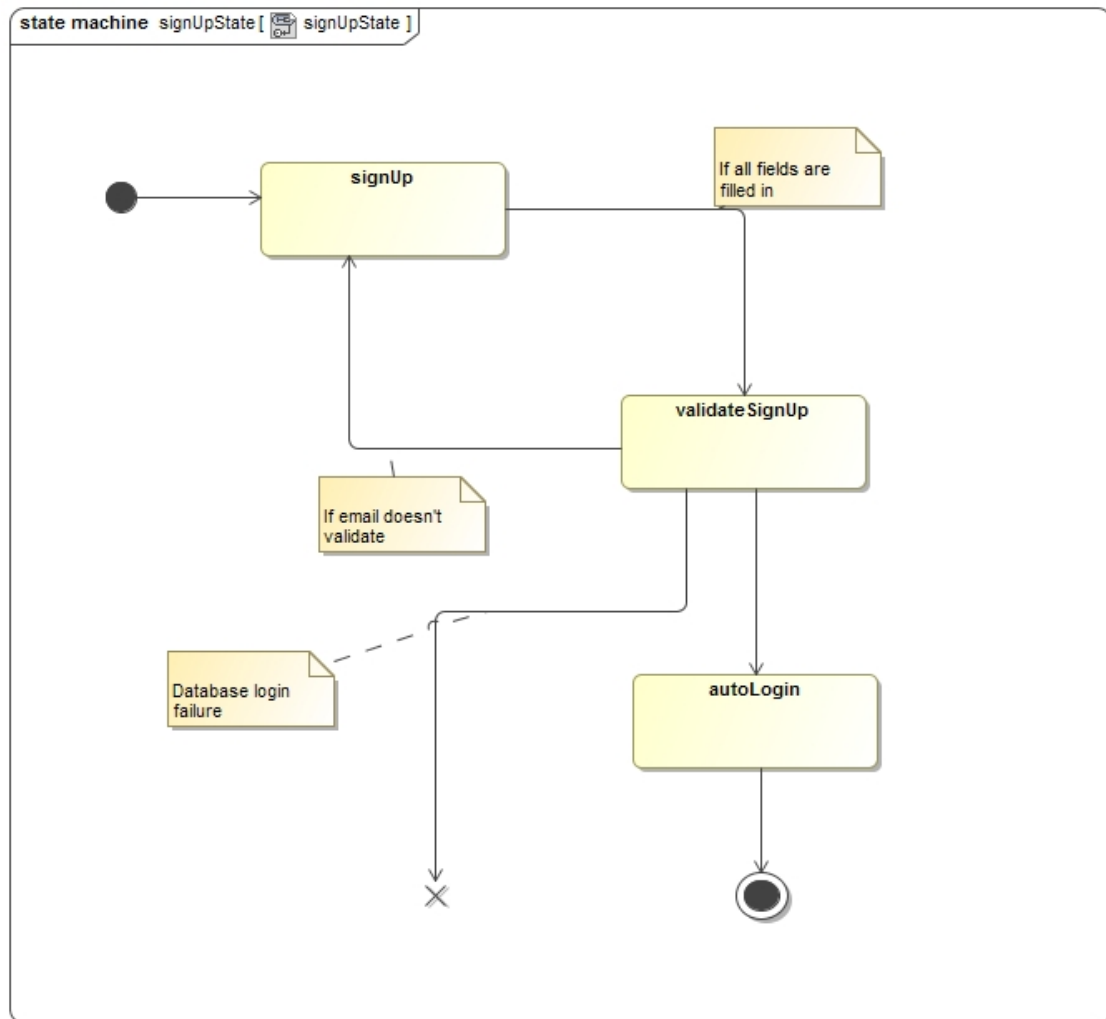 state machine signUpState [ signUpState ]
signUp
If all fields are
filled in
validateSignUp
If email doesn't
validate
Database login
failure
autoLogin